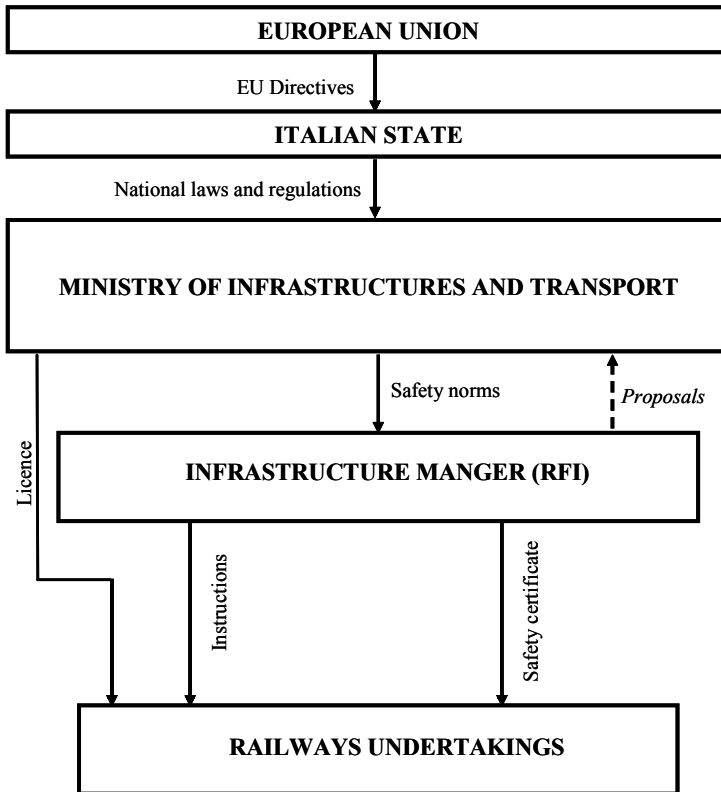 EUROPEAN UNION
EU Directives
ITALIAN STATE
National laws and regulations
MINISTRY OF INFRASTRUCTURES AND TRANSPORT
Safety norms
Proposals
INFRASTRUCTURE MANGER (RFI)
Licence
Instructions
Safety certificate
RAILWAYS UNDERTAKINGS